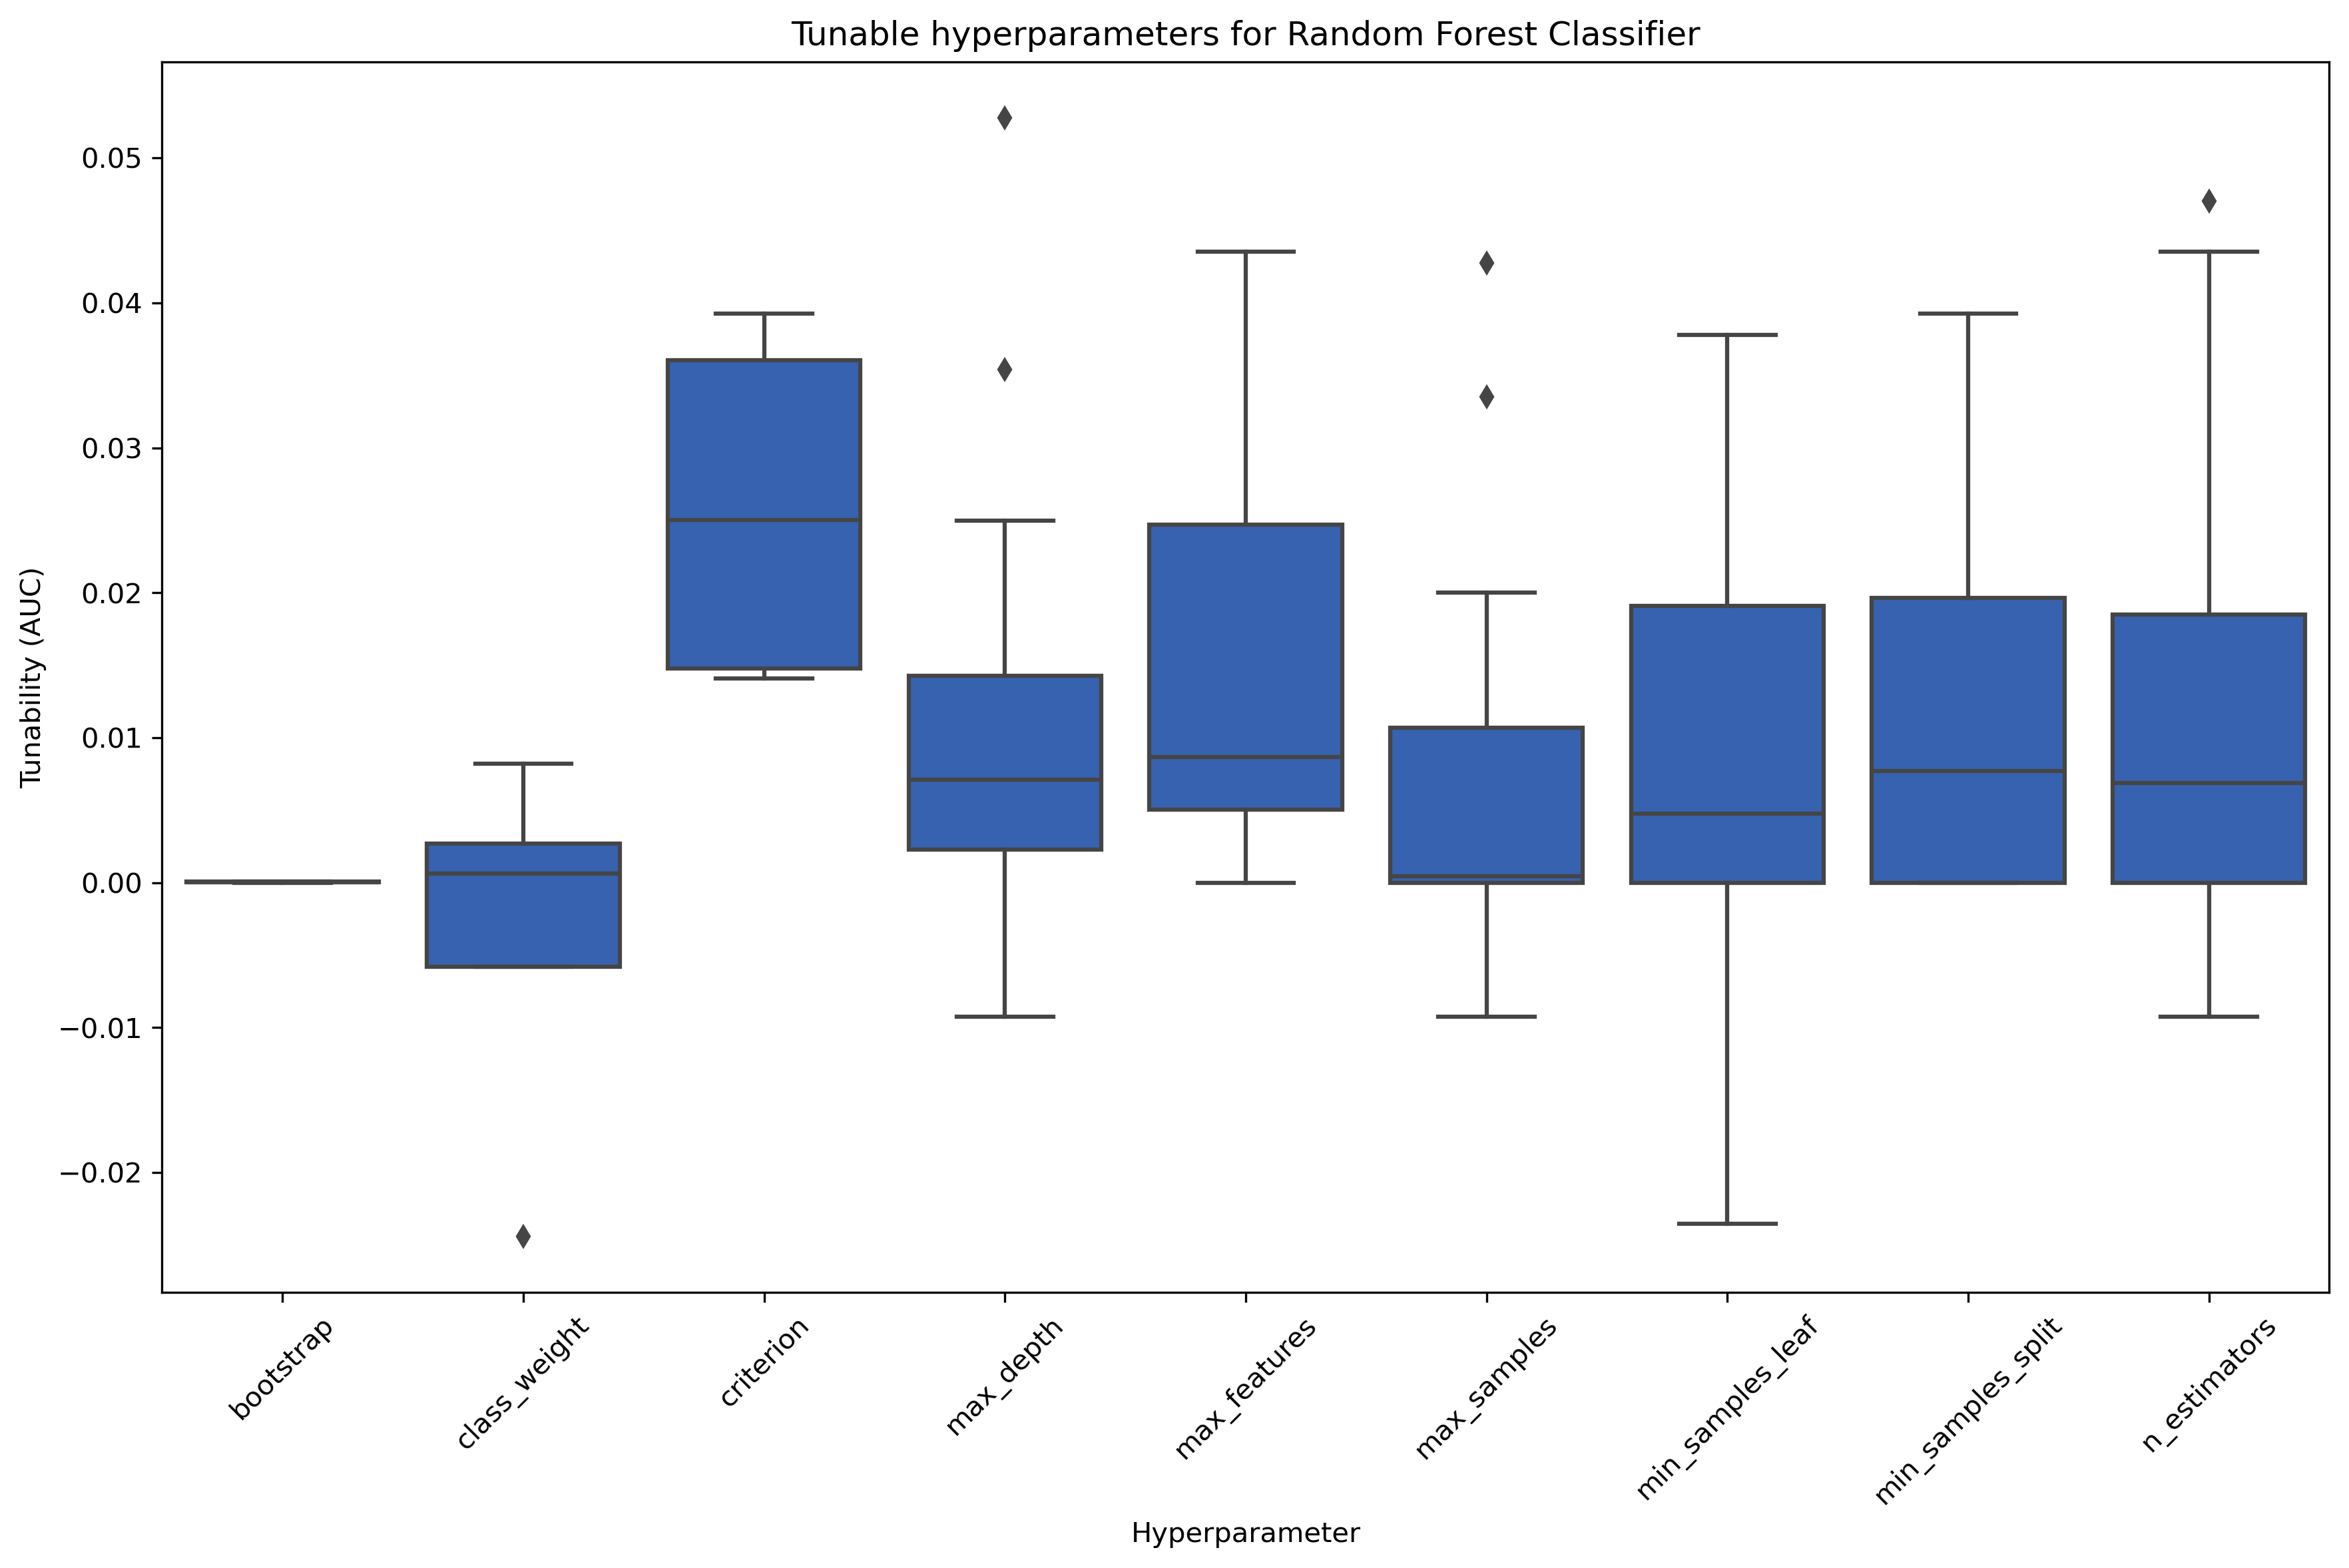 Tunable hyperparameters for Random Forest Classifier
Tunability (AUC)
0.05
0.04
0.03
0.02
0.01
0.00
−0.01
−0.02
bootstrap
class_weight
criterion
max_depth
max_features
max_samples
min_samples_leaf
min_samples_split
n_estimators
Hyperparameter